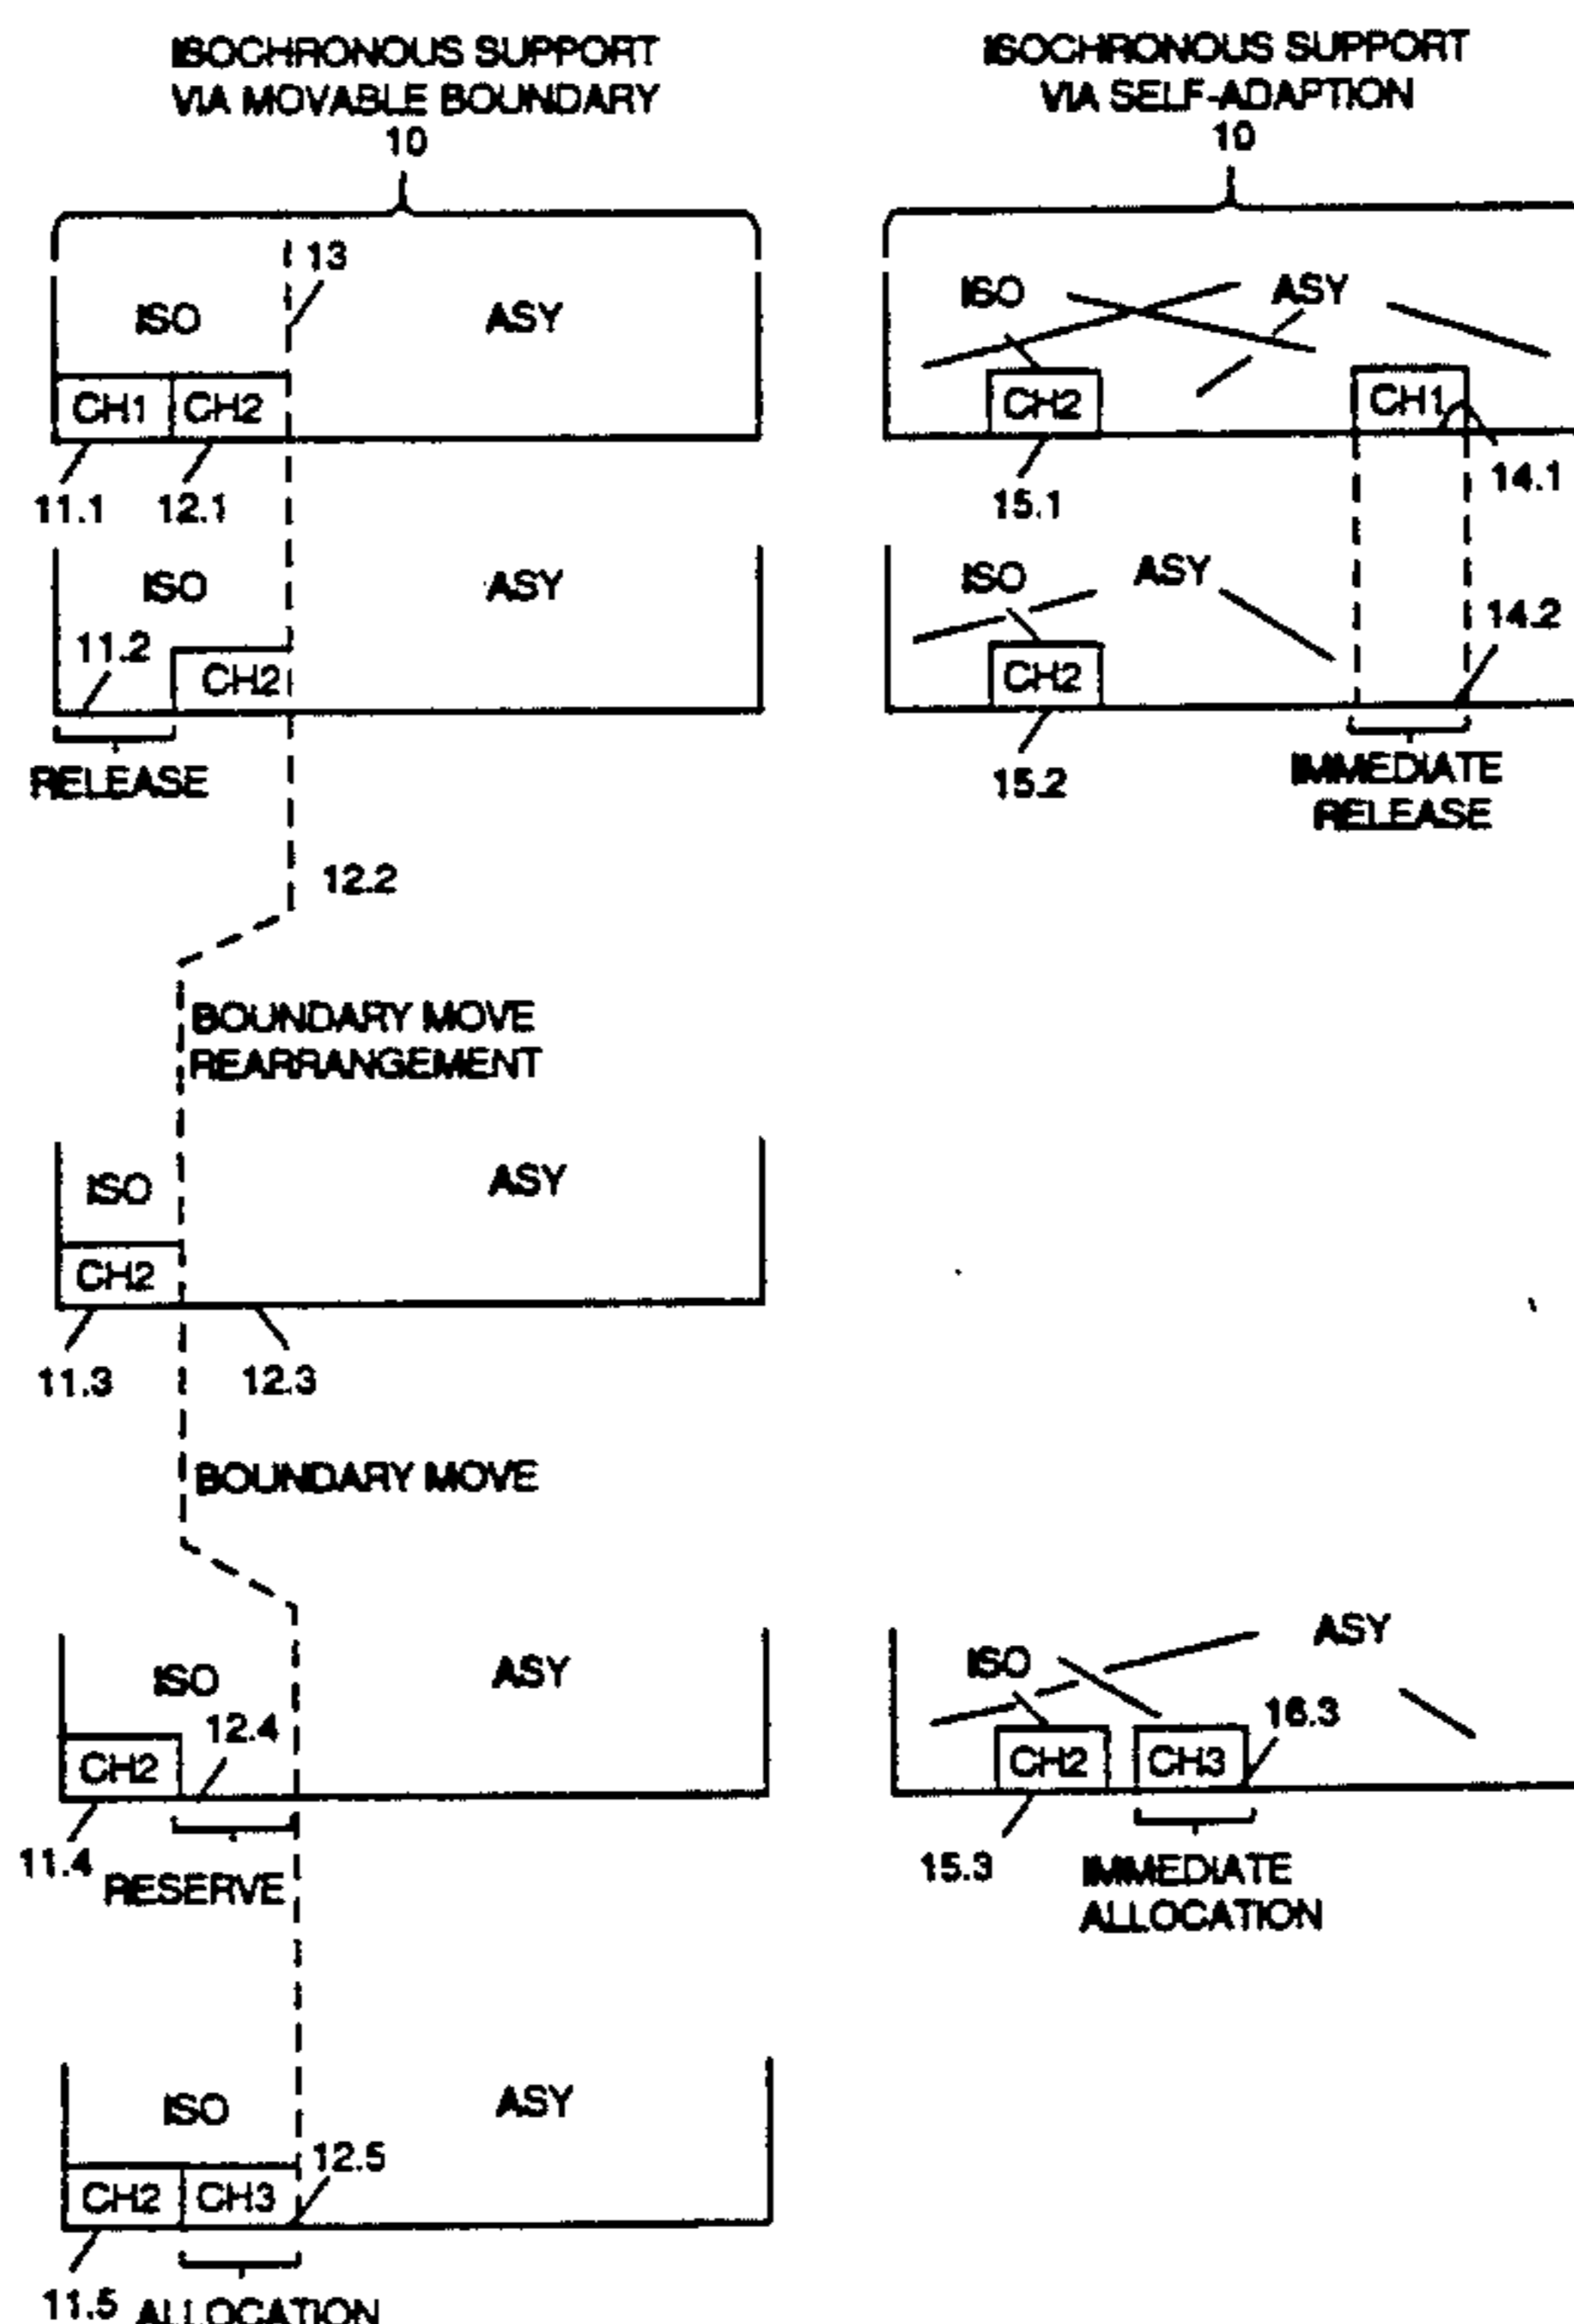 ISOCHRONOUS SUPPORT
VIA MOVABLE BOUNDARY
10
13
ISO
ASY
CH1
CH2
11.1
12.1
ISO
ASY
11.2
CH2
RELEASE
12.2
BOUNDARY MOVE
REARRANGEMENT
ISO
ASY
CH2
11.3
12.3
BOUNDARY MOVE
ISO
ASY
12.4
CH2
11.4
RESERVE
ISO
ASY
12.5
CH2
CH3
11.5
ALLOCATION
ISOCHRONOUS SUPPORT
VIA SELF-ADAPTION
10
ISO
ASY
CH2
CH1
14.1
15.1
ISO
ASY
14.2
CH2
15.2
IMMEDIATE
RELEASE
ISO
ASY
16.3
CH2
CH3
15.3
IMMEDIATE
ALLOCATION